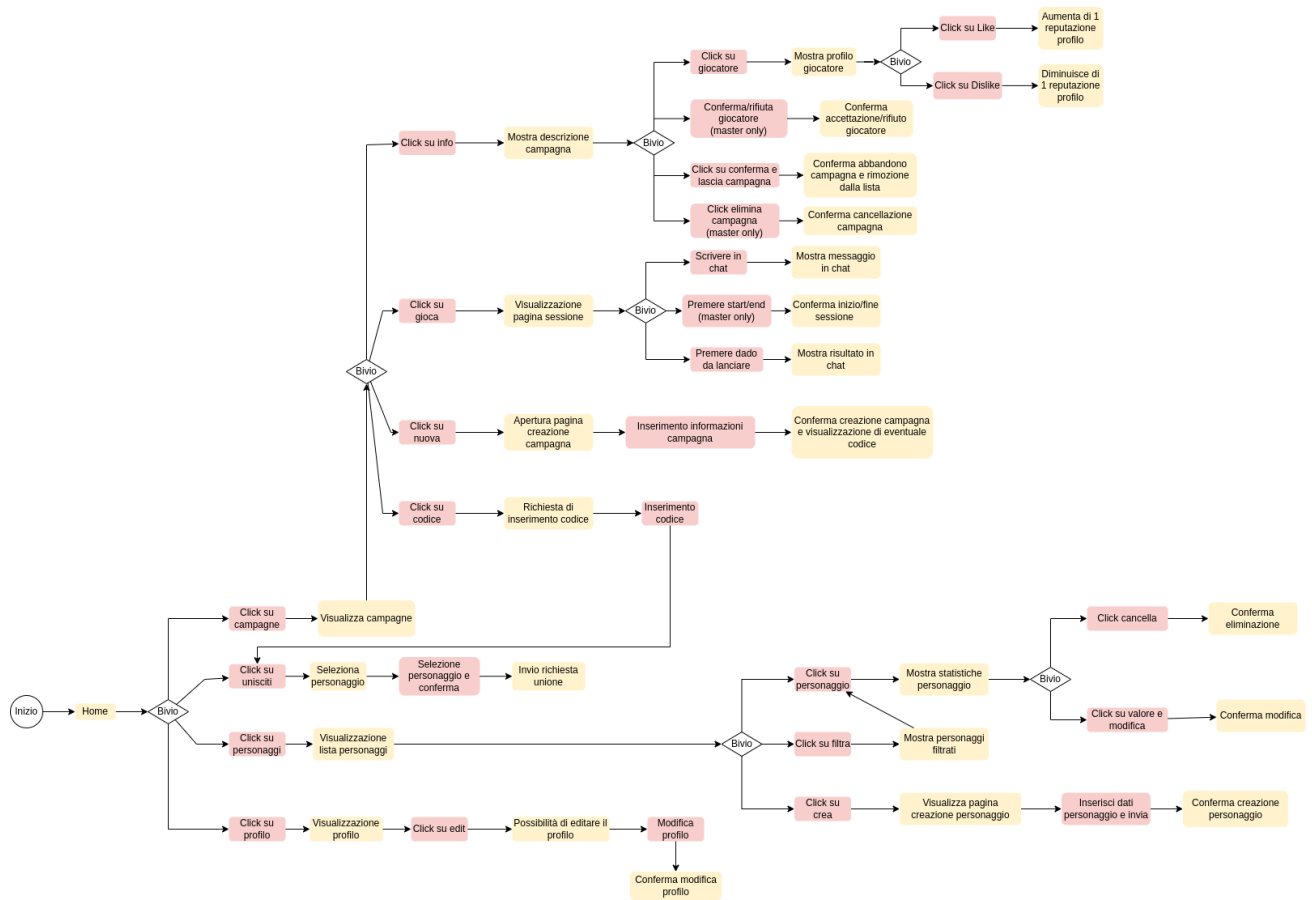 Click su Like
Aumenta di 1
reputazione
profilo
Click su
giocatore
Mostra profilo
giocatore
Bivio
Click su Dislike
Diminuisce di
1 reputazione
profilo
Conferma/rifiuta
giocatore
(master only)
Conferma
accettazione/rifiuto
giocatore
Click su info
Mostra descrizione
campagna
Bivio
Click su conferma e
lascia campagna
Conferma abbandono
campagna e rimozione
dalla lista
Click elimina
campagna
(master only)
Conferma cancellazione
campagna
Scrivere in
chat
Mostra messaggio
in chat
Click su
gioca
Visualizzazione
pagina sessione
Bivio
Premere start/end
(master only)
Conferma inizio/fine
sessione
Premere dado
da lanciare
Mostra risultato in
chat
Bivio
Click su
nuova
Apertura pagina
creazione
campagna
Inserimento informazioni
campagna
Conferma creazione campagna
e visualizzazione di eventuale
codice
Click su
codice
Richiesta di
inserimento codice
Inserimento
codice
Click su
campagne
Visualizza campagne
Click su
unisciti
Seleziona
personaggio
Selezione
personaggio e
conferma
Invio richiesta
unione
Inizio
Home
Bivio
Click su
personaggi
Visualizzazione
lista personaggi
Bivio
Click su
personaggio
Mostra statistiche
personaggio
Bivio
Click cancella
Conferma
eliminazione
Click su valore e
modifica
Conferma modifica
Click su filtra
Mostra personaggi
filtrati
Click su
crea
Visualizza pagina
creazione personaggio
Inserisci dati
personaggio e invia
Conferma creazione
personaggio
Click su
profilo
Visualizzazione
profilo
Click su edit
Possibilità di editare il
profilo
Modifica
profilo
Conferma modifica
profilo